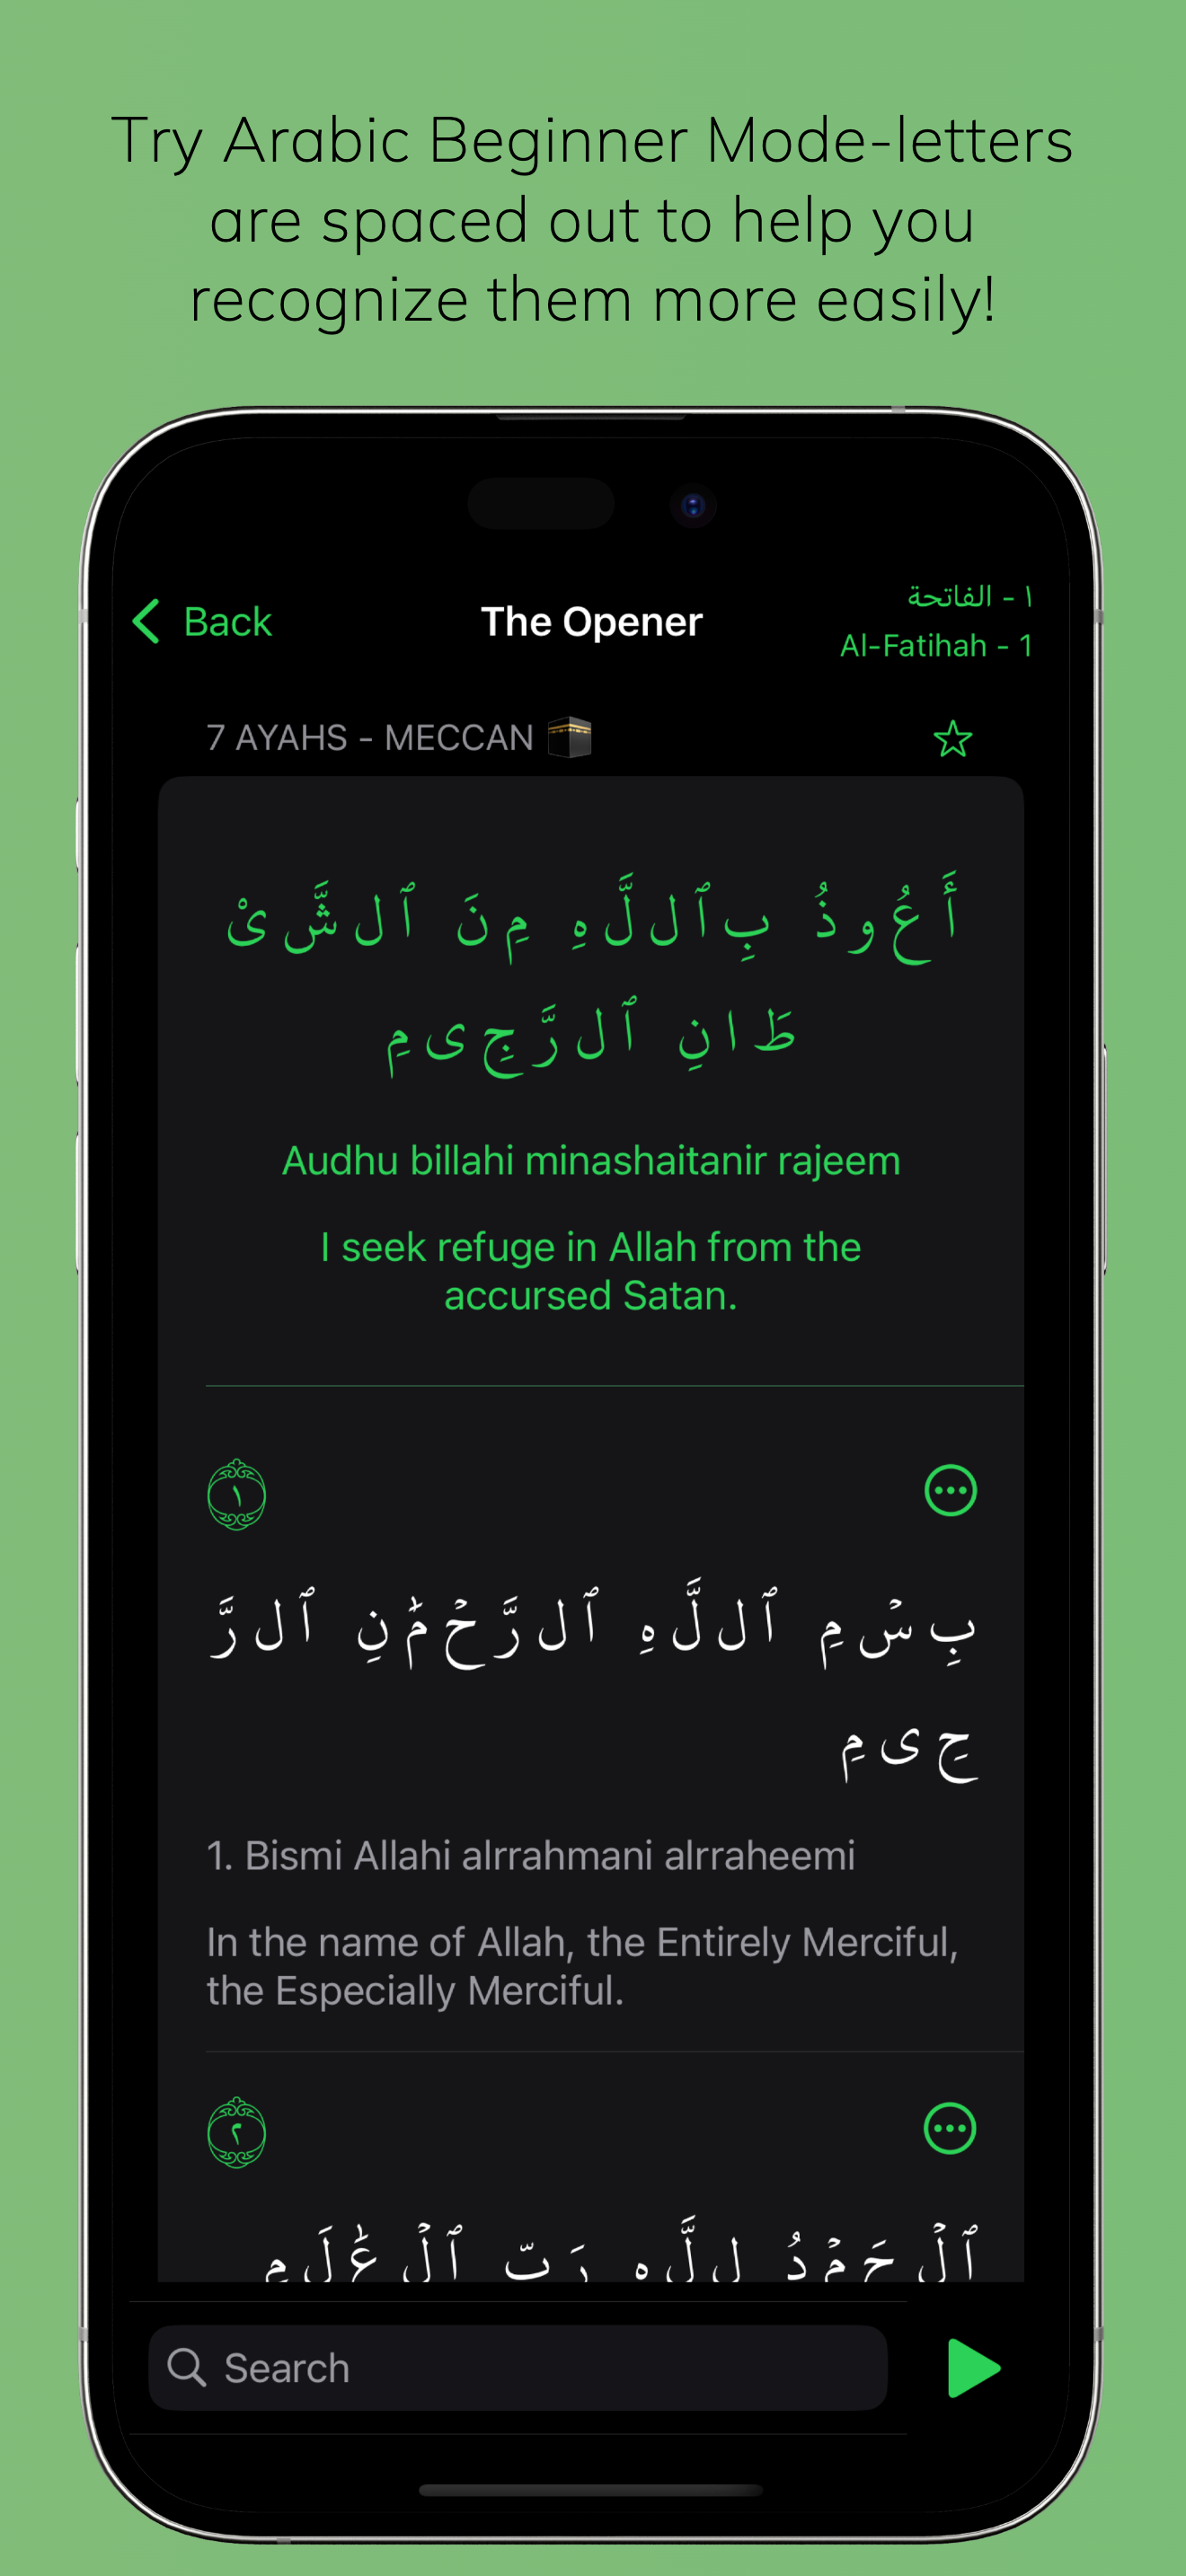 Try Arabic Beginner Mode-letters
are spaced out to help you
recognize them more easily!
Back
The Opener
١ - الفاتحة
Al-Fatihah - 1
7 AYAHS - MECCAN
أَ عُ و ذُ بِ ٱ ل لَّ هِ مِ نَ ٱ ل شَّ ىْ
طَ ا نِ ٱ ل رَّ جِ ى مِ
Audhu billahi minashaitanir rajeem
I seek refuge in Allah from the
accursed Satan.
١
بِ سۡ مِ ٱ ل لَّ هِ ٱ ل رَّ حۡ مَٰ نِ ٱ ل رَّ
حِ ى مِ
1. Bismi Allahi alrrahmani alrraheemi
In the name of Allah, the Entirely Merciful,
the Especially Merciful.
٢
ٱ لۡ حَ مۡ دُ ل لَّ ه رَ بّ ٱ لۡ عَٰ لَ م
Search